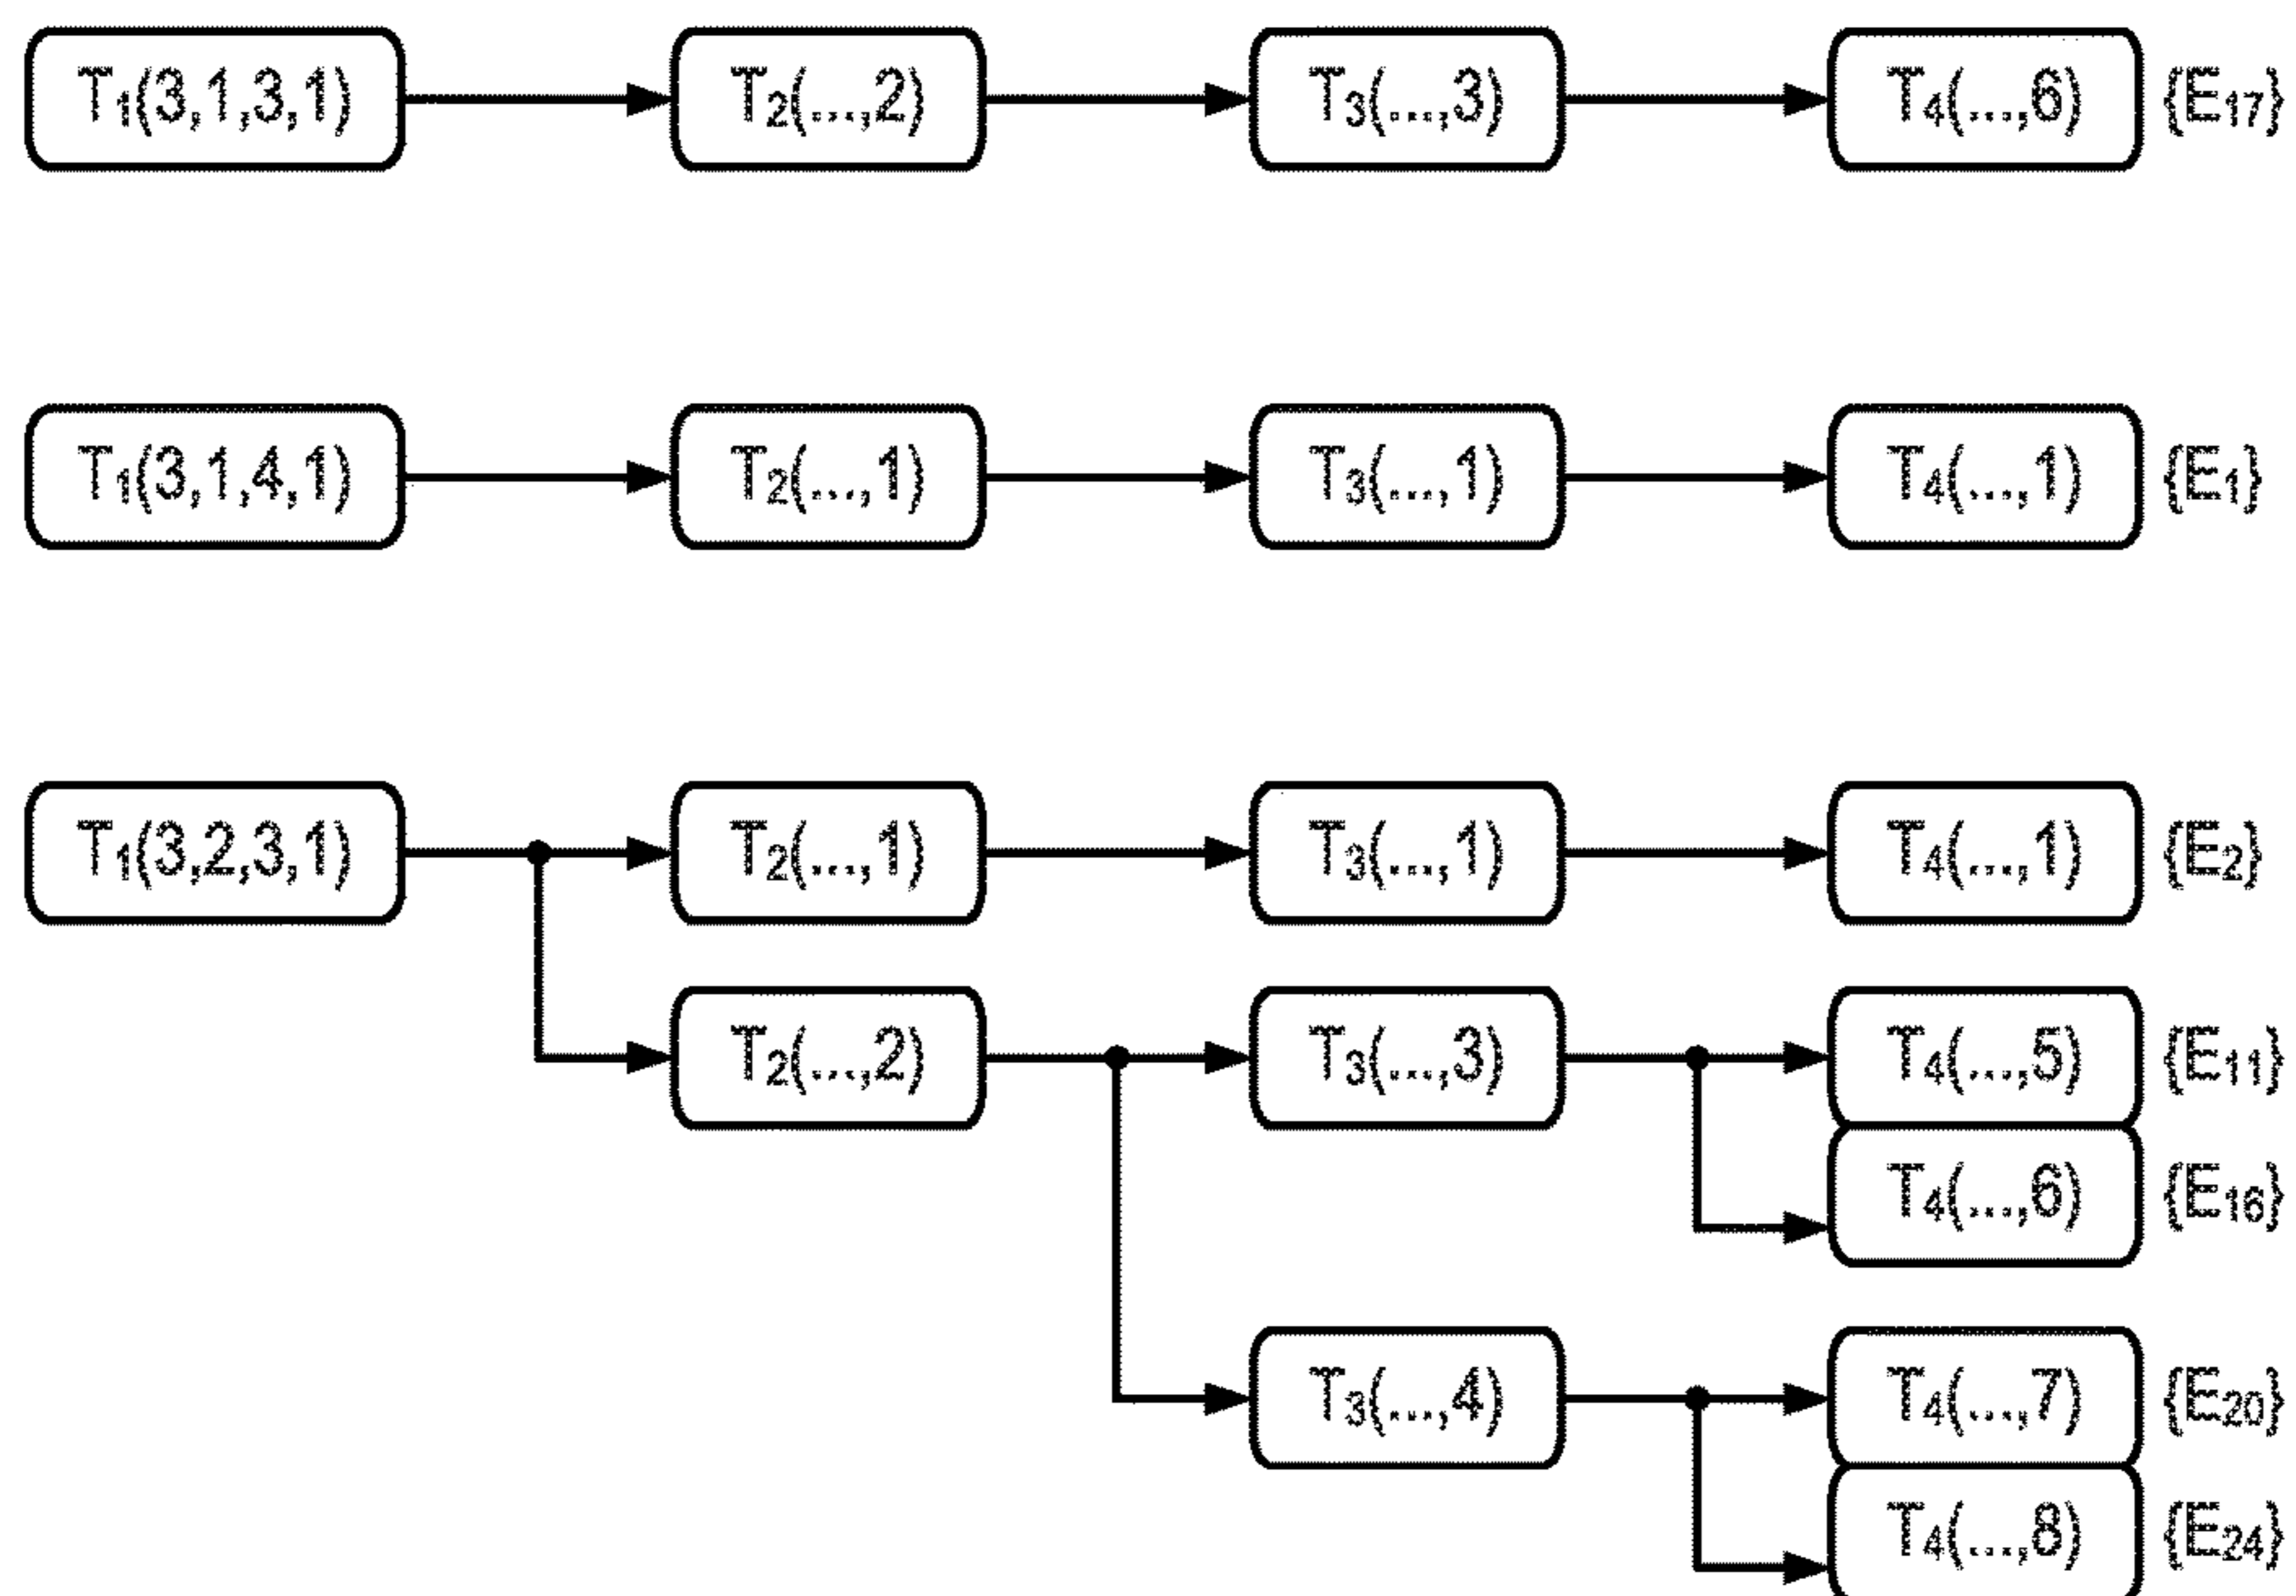 T₁(3,1,3,1) T₂(...,2) T₃(...,3) T₄(...,6) {E₁₇}
T₁(3,1,4,1) T₂(...,1) T₃(...,1) T₄(...,1) {E₁}
T₁(3,2,3,1) T₂(...,1) T₃(...,1) T₄(...,1) {E₂}
T₂(...,2) T₃(...,3) T₄(...,5) {E₁₁}
T₄(...,6) {E₁₆}
T₃(...,4) T₄(...,7) {E₂₀}
T₄(...,8) {E₂₄}